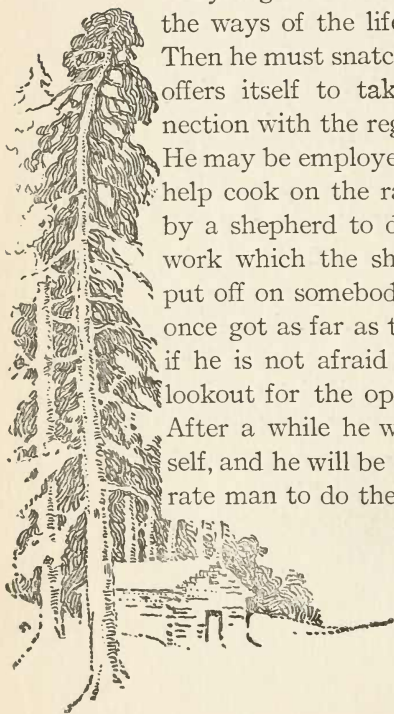 the ways of the life
Then he must snatc
offers itself to tak
nection with the reg
He may be employe
help cook on the ra
by a shepherd to d
work which the sh
put off on somebod
once got as far as t
if he is not afraid
lookout for the op
After a while he w
self, and he will be
rate man to do the